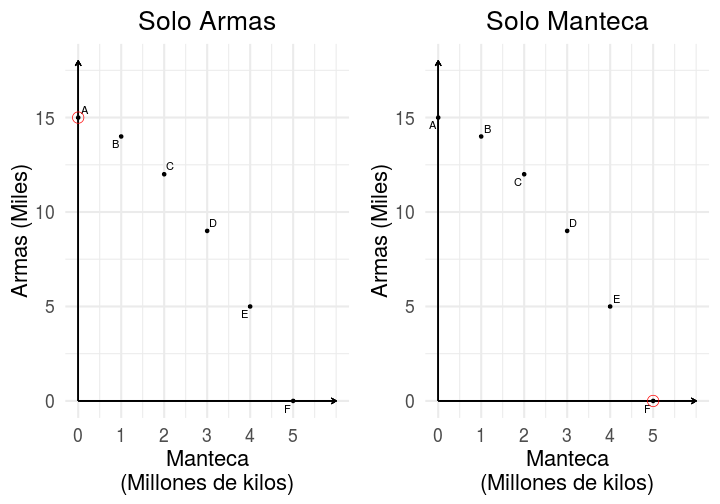 Solo Armas
Armas (Miles)
15
10
5
0
A
B
C
D
E
F
0 1 2 3 4 5
Manteca
(Millones de kilos)
Solo Manteca
Armas (Miles)
15
10
5
0
A
B
C
D
E
F
0 1 2 3 4 5
Manteca
(Millones de kilos)